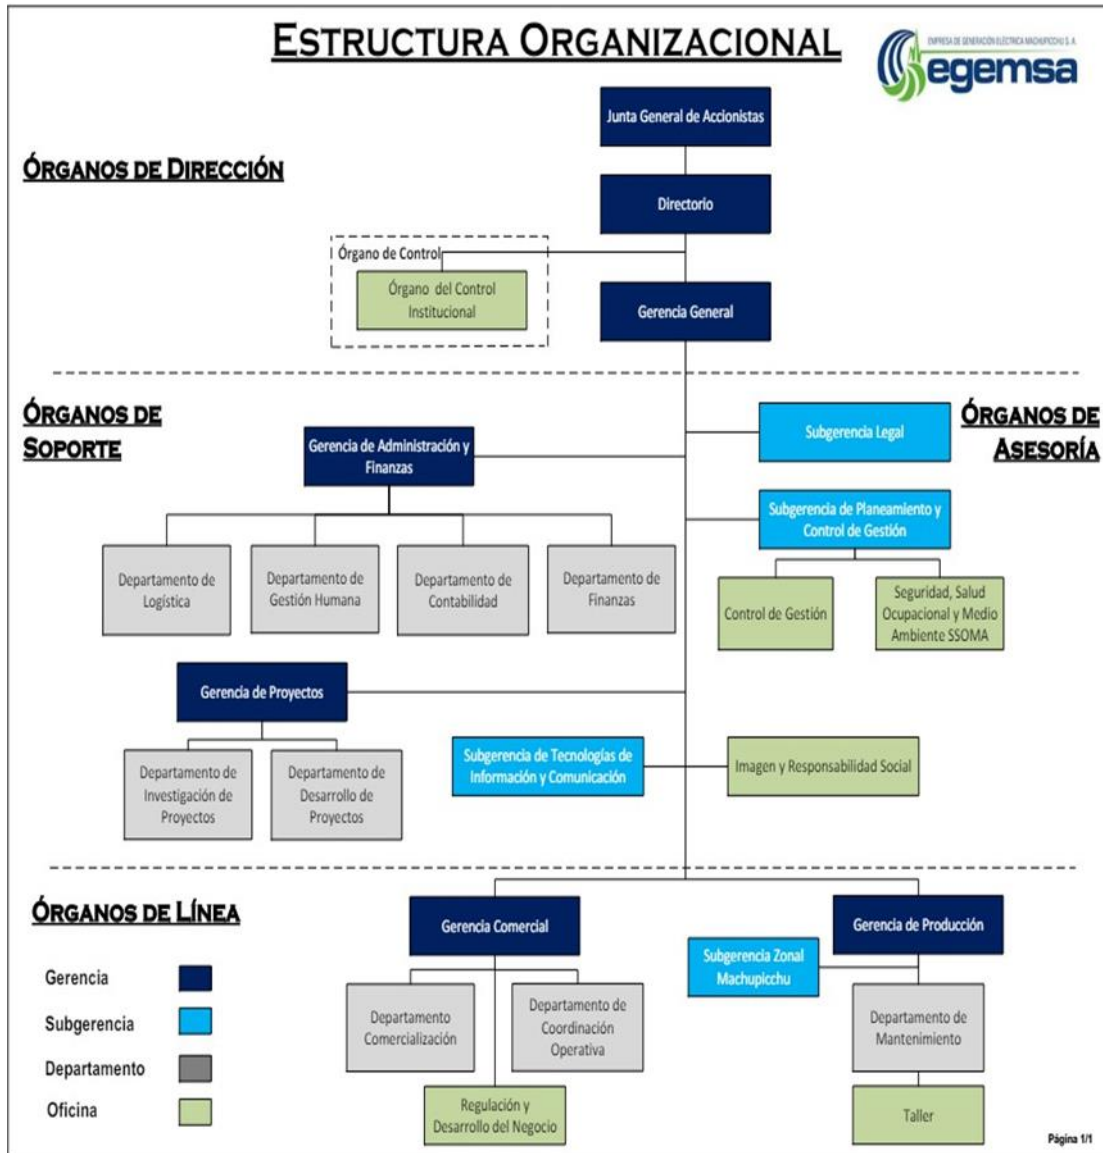 ESTRUCTURA ORGANIZACIONAL
EMPRESA DE GENERACIÓN ELÉCTRICA MACHUPICCHU S.A.
egemsa
Junta General de Accionistas
ÓRGANOS DE DIRECCIÓN
Directorio
Órgano de Control
Órgano del Control
Institucional
Gerencia General
ÓRGANOS DE
SOPORTE
Gerencia de Administración y
Finanzas
Subgerencia Legal
ÓRGANOS DE
ASESORÍA
Subgerencia de Planeamiento y
Control de Gestión
Departamento de
Logística
Departamento de
Gestión Humana
Departamento de
Contabilidad
Departamento de
Finanzas
Control de Gestión
Seguridad, Salud
Ocupacional y Medio
Ambiente SSOMA
Gerencia de Proyectos
Departamento de
Investigación de
Proyectos
Departamento de
Desarrollo de
Proyectos
Subgerencia de Tecnologías de
Información y Comunicación
Imagen y Responsabilidad Social
ÓRGANOS DE LÍNEA
Gerencia Comercial
Gerencia de Producción
Subgerencia Zonal
Machupicchu
Departamento
Comercialización
Departamento de
Coordinación
Operativa
Departamento de
Mantenimiento
Regulación y
Desarrollo del Negocio
Taller
Gerencia
Subgerencia
Departamento
Oficina
Página 1/1